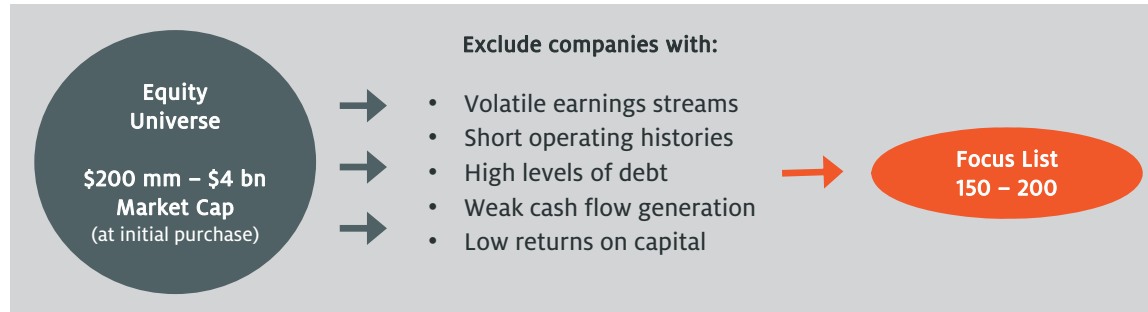 Equity
Universe
$200 mm – $4 bn
Market Cap
(at initial purchase)
Exclude companies with:
• Volatile earnings streams
• Short operating histories
• High levels of debt
• Weak cash flow generation
• Low returns on capital
Focus List
150 – 200